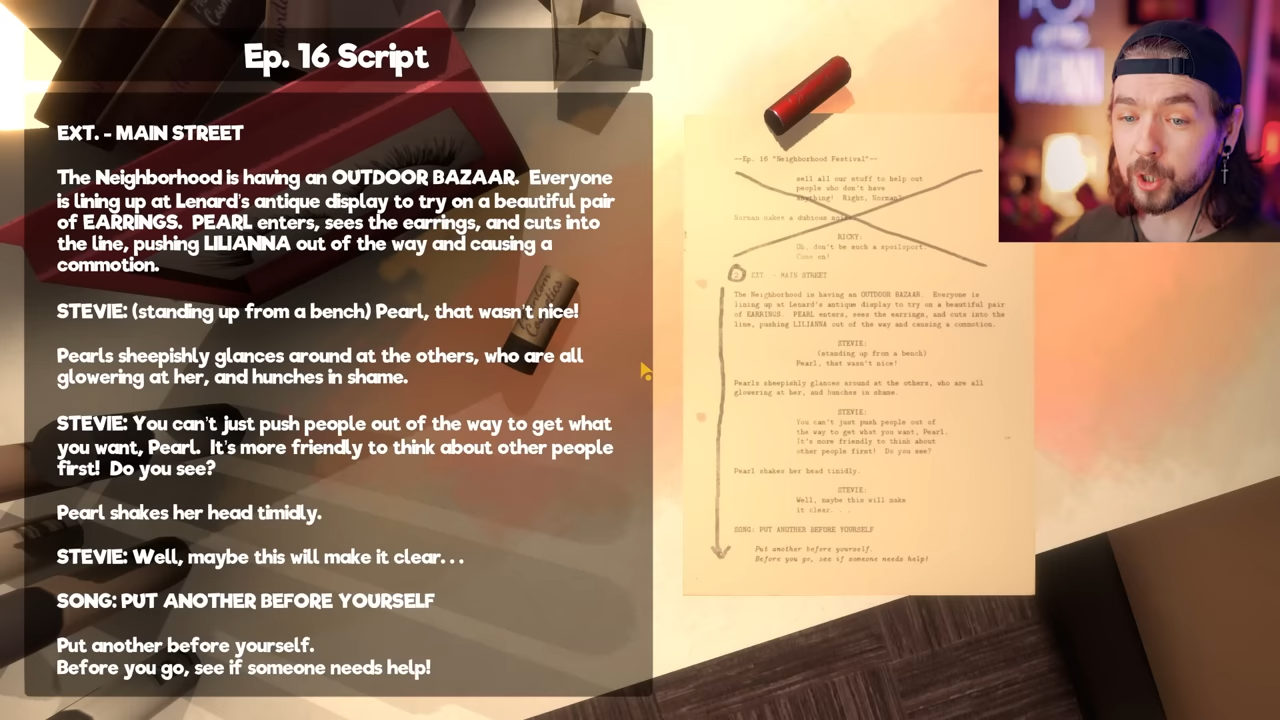 Ep. 16 Script
EXT. - MAIN STREET
The Neighborhood is having an OUTDOOR BAZAAR. Everyone
is lining up at Lenard's antique display to try on a beautiful pair
of EARRINGS. PEARL enters, sees the earrings, and cuts into
the line, pushing LILIANNA out of the way and causing a
commotion.
STEVIE: (standing up from a bench) Pearl, that wasn't nice!
Pearls sheepishly glances around at the others, who are all
glowering at her, and hunches in shame.
STEVIE: You can't just push people out of the way to get what
you want, Pearl. It's more friendly to think about other people
first! Do you see?
Pearl shakes her head timidly.
STEVIE: Well, maybe this will make it clear. . .
SONG: PUT ANOTHER BEFORE YOURSELF
Put another before yourself.
Before you go, see if someone needs help!
--Ep. 16 "Neighborhood Festival"--
sell all our stuff to help out
people who don't have
anything! Right, Norman?
Norman makes a dubious
RICKY:
Oh, don't be such a spoilsport.
Come on!
EXT. - MAIN STREET
The Neighborhood is having an OUTDOOR BAZAAR. Everyone is
lining up at Lenard's antique display to try on a beautiful pair
of EARRINGS. PEARL enters, sees the earrings, and cuts into the
line, pushing LILIANNA out of the way and causing a commotion.
STEVIE:
(standing up from a bench)
Pearl, that wasn't nice!
Pearls sheepishly glances around at the others, who are all
glowering at her, and hunches in shame.
STEVIE:
You can't just push people out of
the way to get what you want, Pearl.
It's more friendly to think about
other people first! Do you see?
Pearl shakes her head timidly.
STEVIE:
Well, maybe this will make
it clear. . .
SONG: PUT ANOTHER BEFORE YOURSELF
Put another before yourself.
Before you go, see if someone needs help!